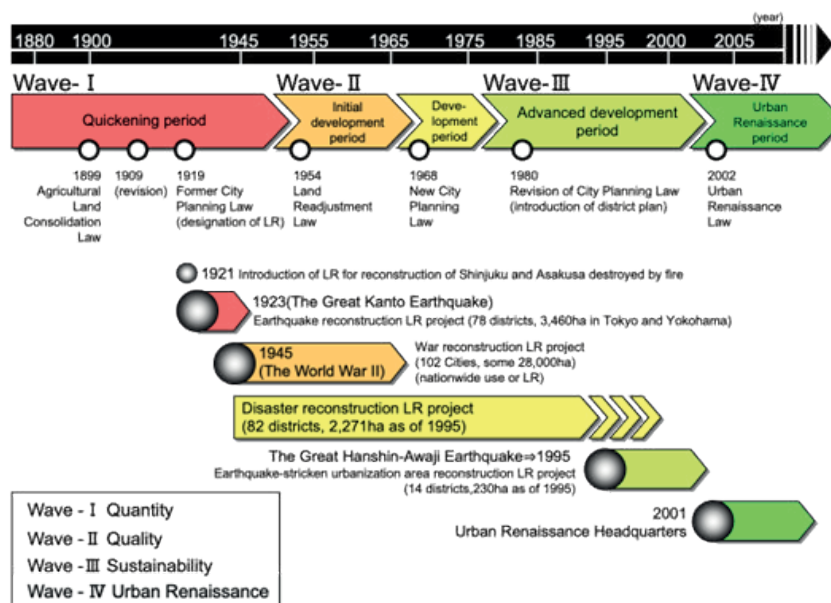 (year)
1880 1900 1945 1955 1965 1975 1985 1995 2000 2005
Wave- Ⅰ
Wave- Ⅱ
Wave-Ⅲ
Wave-Ⅳ
Quickening period
Initial
development
period
Deve-
lopment
period
Advanced development
period
Urban
Renaissance
period
1899
Agricultural
Land
Consolidation
Law
1909
(revision)
1919
Former City
Planning Law
(designation of LR)
1954
Land
Readjustment
Law
1968
New City
Planning
Law
1980
Revision of City Planning Law
(introduction of district plan)
2002
Urban
Renaissance
Law
1921 Introduction of LR for reconstruction of Shinjuku and Asakusa destroyed by fire
1923(The Great Kanto Earthquake)
Earthquake reconstruction LR project (78 districts, 3,460ha in Tokyo and Yokohama)
1945
(The World War II)
War reconstruction LR project
(102 Cities, some 28,000ha)
(nationwide use or LR)
Disaster reconstruction LR project
(82 districts, 2,271ha as of 1995)
The Great Hanshin-Awaji Earthquake⇒1995
Earthquake-stricken urbanization area reconstruction LR project
(14 districts,230ha as of 1995)
2001
Urban Renaissance Headquarters
Wave - Ⅰ Quantity
Wave - Ⅱ Quality
Wave -Ⅲ Sustainability
Wave - Ⅳ Urban Renaissance